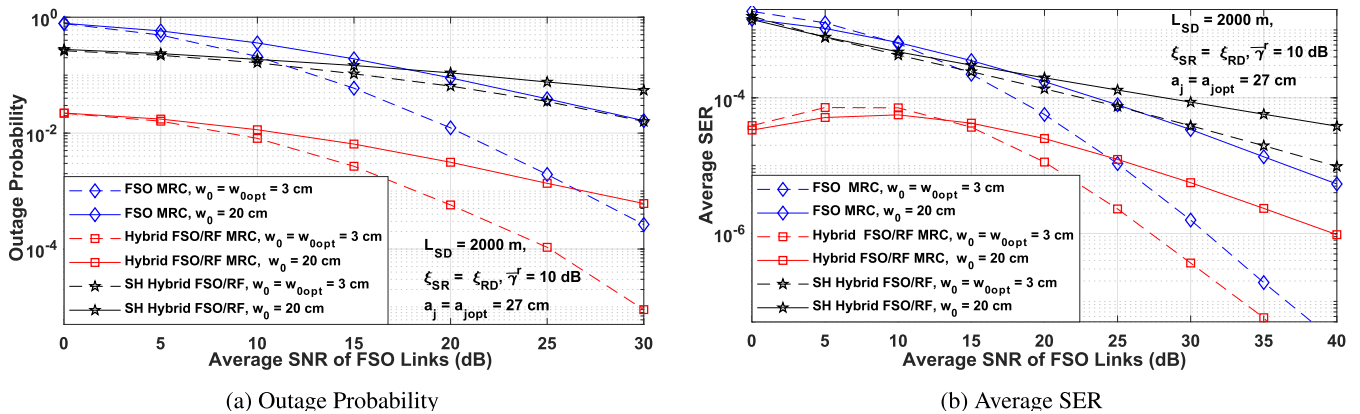 10^0
10^-2
10^-4
Outage Probability
FSO MRC, w_0 = w_0opt = 3 cm
FSO MRC, w_0 = 20 cm
Hybrid FSO/RF MRC, w_0 = w_0opt = 3 cm
Hybrid FSO/RF MRC, w_0 = 20 cm
SH Hybrid FSO/RF, w_0 = w_0opt = 3 cm
SH Hybrid FSO/RF, w_0 = 20 cm
L_SD = 2000 m,
ξ_SR = ξ_RD, γ̅^r = 10 dB
a_j = a_jopt = 27 cm
0 5 10 15 20 25 30
Average SNR of FSO Links (dB)
(a) Outage Probability
10^-4
10^-6
Average SER
L_SD = 2000 m,
ξ_SR = ξ_RD, γ̅^r = 10 dB
a_j = a_jopt = 27 cm
FSO MRC, w_0 = w_0opt = 3 cm
FSO MRC, w_0 = 20 cm
Hybrid FSO/RF MRC, w_0 = w_0opt = 3 cm
Hybrid FSO/RF MRC, w_0 = 20 cm
SH Hybrid FSO/RF, w_0 = w_0opt = 3 cm
SH Hybrid FSO/RF, w_0 = 20 cm
0 5 10 15 20 25 30 35 40
Average SNR of FSO Links (dB)
(b) Average SER